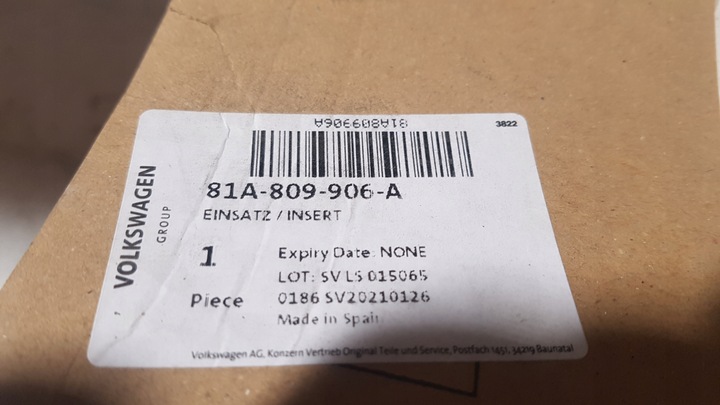 81A809906A
3822
81A-809-906-A
EINSATZ / INSERT
VOLKSWAGEN
GROUP
1
Piece
Expiry Date: NONE
LOT: SV LS 015065
0186 SV20210126
Made in Spain
Volkswagen AG, Konzern Vertrieb Original Teile und Service, Postfach 1451, 34219 Baunatal